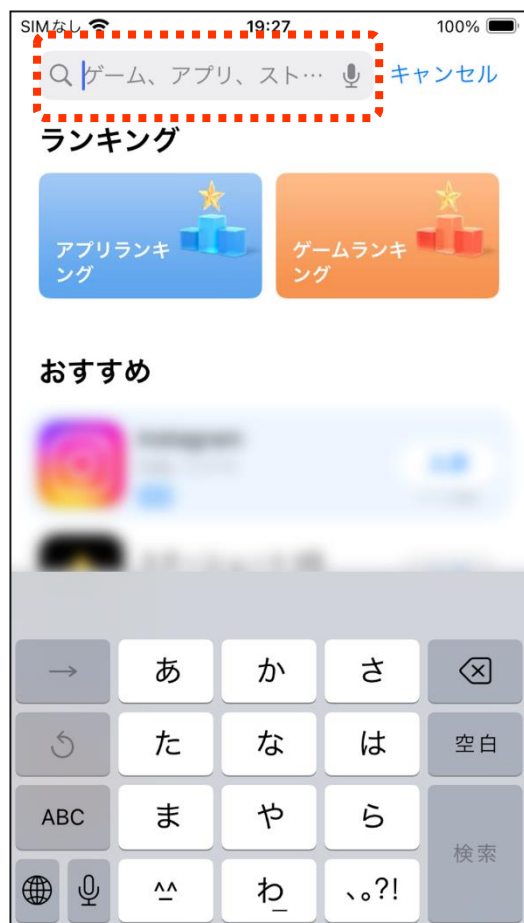 SIMなし 19:27 100%
ゲーム、アプリ、スト… キャンセル
ランキング
アプリランキ
ング
ゲームランキ
ング
おすすめ
Instagram
→ あ か さ
た な は 空白
ABC ま や ら
検索
^^ わ_ 、。?!